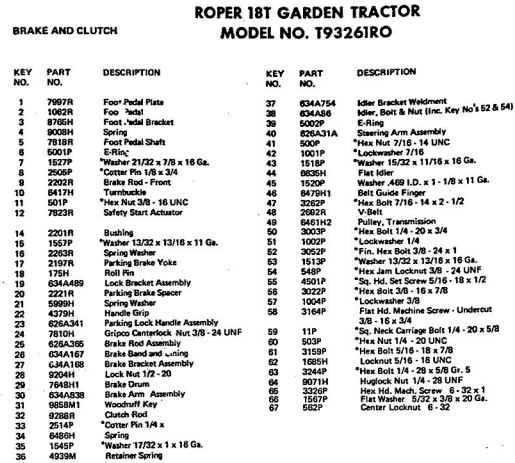 ROPER 18T GARDEN TRACTOR
BRAKE AND CLUTCH
MODEL NO. T93261RO
KEY NO. PART NO. DESCRIPTION
1 7997R Foot Pedal Plate
2 1062R Foot Pedal
3 8765H Foot Pedal Bracket
4 9008H Spring
5 7818R Foot Pedal Shaft
6 5001P E-Ring
7 1527P *Washer 21/32 x 7/8 x 16 Ga.
8 2505P *Cotter Pin 1/8 x 3/4
9 2202R Brake Rod - Front
10 6417H Turnbuckle
11 501P *Hex Nut 3/8 - 16 UNC
12 7823R Safety Start Actuator
14 2201R Bushing
15 1557P *Washer 13/32 x 13/16 x 11 Ga.
16 2263R Spring Washer
17 2197R Parking Brake Yoke
18 175H Roll Pin
19 634A489 Lock Bracket Assembly
20 2221R Parking Brake Spacer
21 5999H Spring Washer
22 4379H Handle Grip
23 626A341 Parking Lock Handle Assembly
24 7810H Gripco Centerlock Nut 3/8 - 24 UNF
25 626A365 Brake Rod Assembly
26 634A167 Brake Band and Lining
27 634A168 Brake Bracket Assembly
28 9204H Lock Nut 1/2 - 20
29 7648H1 Brake Drum
30 634A838 Brake Arm Assembly
31 9858M1 Woodruff Key
32 9288R Clutch Rod
33 2514P *Cotter Pin 1/4 x
34 6486H Spring
35 1545P *Washer 17/32 x 1 x 16 Ga.
36 4939M Retainer Spring
KEY NO. PART NO. DESCRIPTION
37 634A754 Idler Bracket Weldment
38 634A86 Idler, Bolt & Nut (Inc. Key No's 52 & 54)
39 5002P E-Ring
40 626A31A Steering Arm Assembly
41 500P *Hex Nut 7/16 - 14 UNC
42 1001P *Lockwasher 7/16
43 1518P *Washer 15/32 x 11/16 x 16 Ga.
44 6635H Flat Idler
45 1520P Washer .469 I.D. x 1 - 1/8 x 11 Ga.
46 6479H1 Belt Guide Finger
47 3262P *Hex Bolt 7/16 - 14 x 2 - 1/2
48 2692R V-Belt
49 6461H2 Pulley, Transmission
50 3003P *Hex Bolt 1/4 - 20 x 3/4
51 1002P *Lockwasher 1/4
52 3052P *Fin. Hex Bolt 3/8 - 24 x 1
53 1513P *Washer 13/32 x 13/16 x 16 Ga.
54 548P *Hex Jam Locknut 3/8 - 24 UNF
55 4501P *Sq. Hd. Set Screw 5/16 - 18 x 1/2
56 3022P *Hex Bolt 3/8 - 16 x 7/8
57 1004P *Lockwasher 3/8
58 3164P Flat Hd. Machine Screw - Undercut
3/8 - 16 x 3/4
59 11P *Sq. Neck Carriage Bolt 1/4 - 20 x 5/8
60 503P *Hex Nut 1/4 - 20 UNC
61 3159P *Hex Bolt 5/16 - 18 x 7/8
62 1685H Locknut 5/16 - 18 UNC
63 3244P *Hex Bolt 1/4 - 28 x 5/8 Gr. 5
64 9071H Huglock Nut 1/4 - 28 UNF
65 3326P Hex Hd. Mach. Screw 6 - 32 x 1
66 1567P Flat Washer 5/32 x 3/8 x 20 Ga.
67 562P Center Locknut 6 - 32